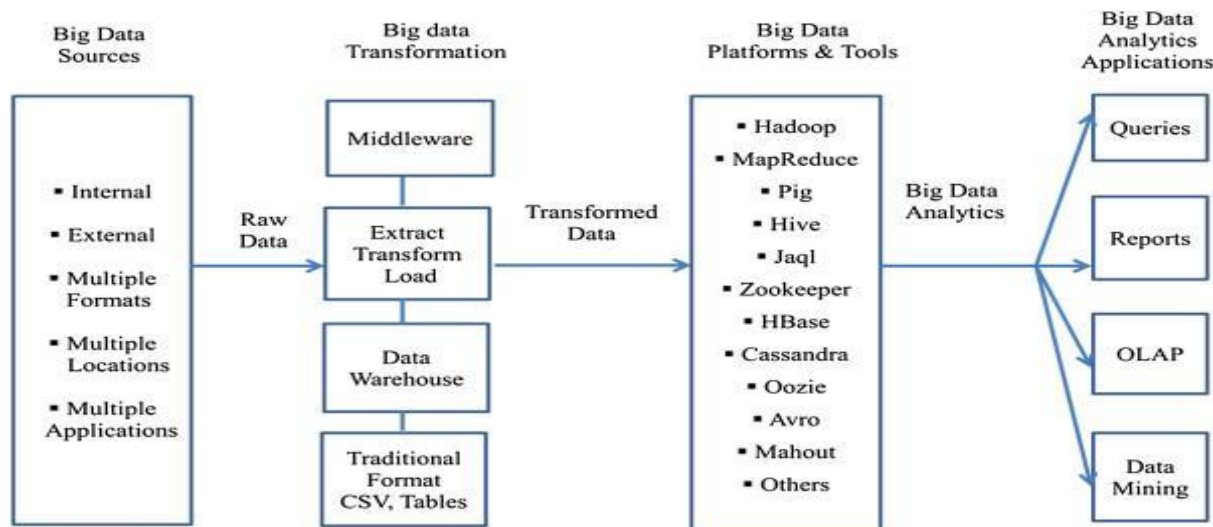 Big Data
Sources
▪ Internal
▪ External
▪ Multiple
Formats
▪ Multiple
Locations
▪ Multiple
Applications
Raw
Data
Big data
Transformation
Middleware
Extract
Transform
Load
Data
Warehouse
Traditional
Format
CSV, Tables
Transformed
Data
Big Data
Platforms & Tools
▪ Hadoop
▪ MapReduce
▪ Pig
▪ Hive
▪ Jaql
▪ Zookeeper
▪ HBase
▪ Cassandra
▪ Oozie
▪ Avro
▪ Mahout
▪ Others
Big Data
Analytics
Big Data
Analytics
Applications
Queries
Reports
OLAP
Data
Mining